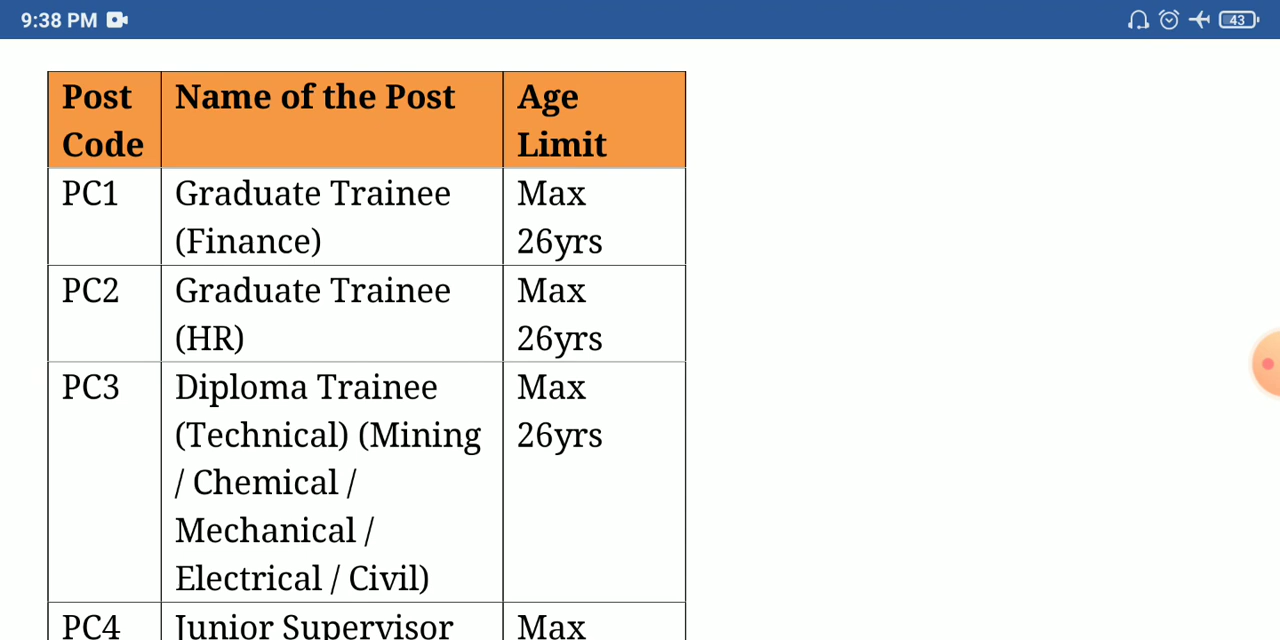 9:38 PM
43
Post Code
Name of the Post
Age Limit
PC1
Graduate Trainee
(Finance)
Max
26yrs
PC2
Graduate Trainee
(HR)
Max
26yrs
PC3
Diploma Trainee
(Technical) (Mining
/ Chemical /
Mechanical /
Electrical / Civil)
Max
26yrs
PC4
Junior Supervisor
Max